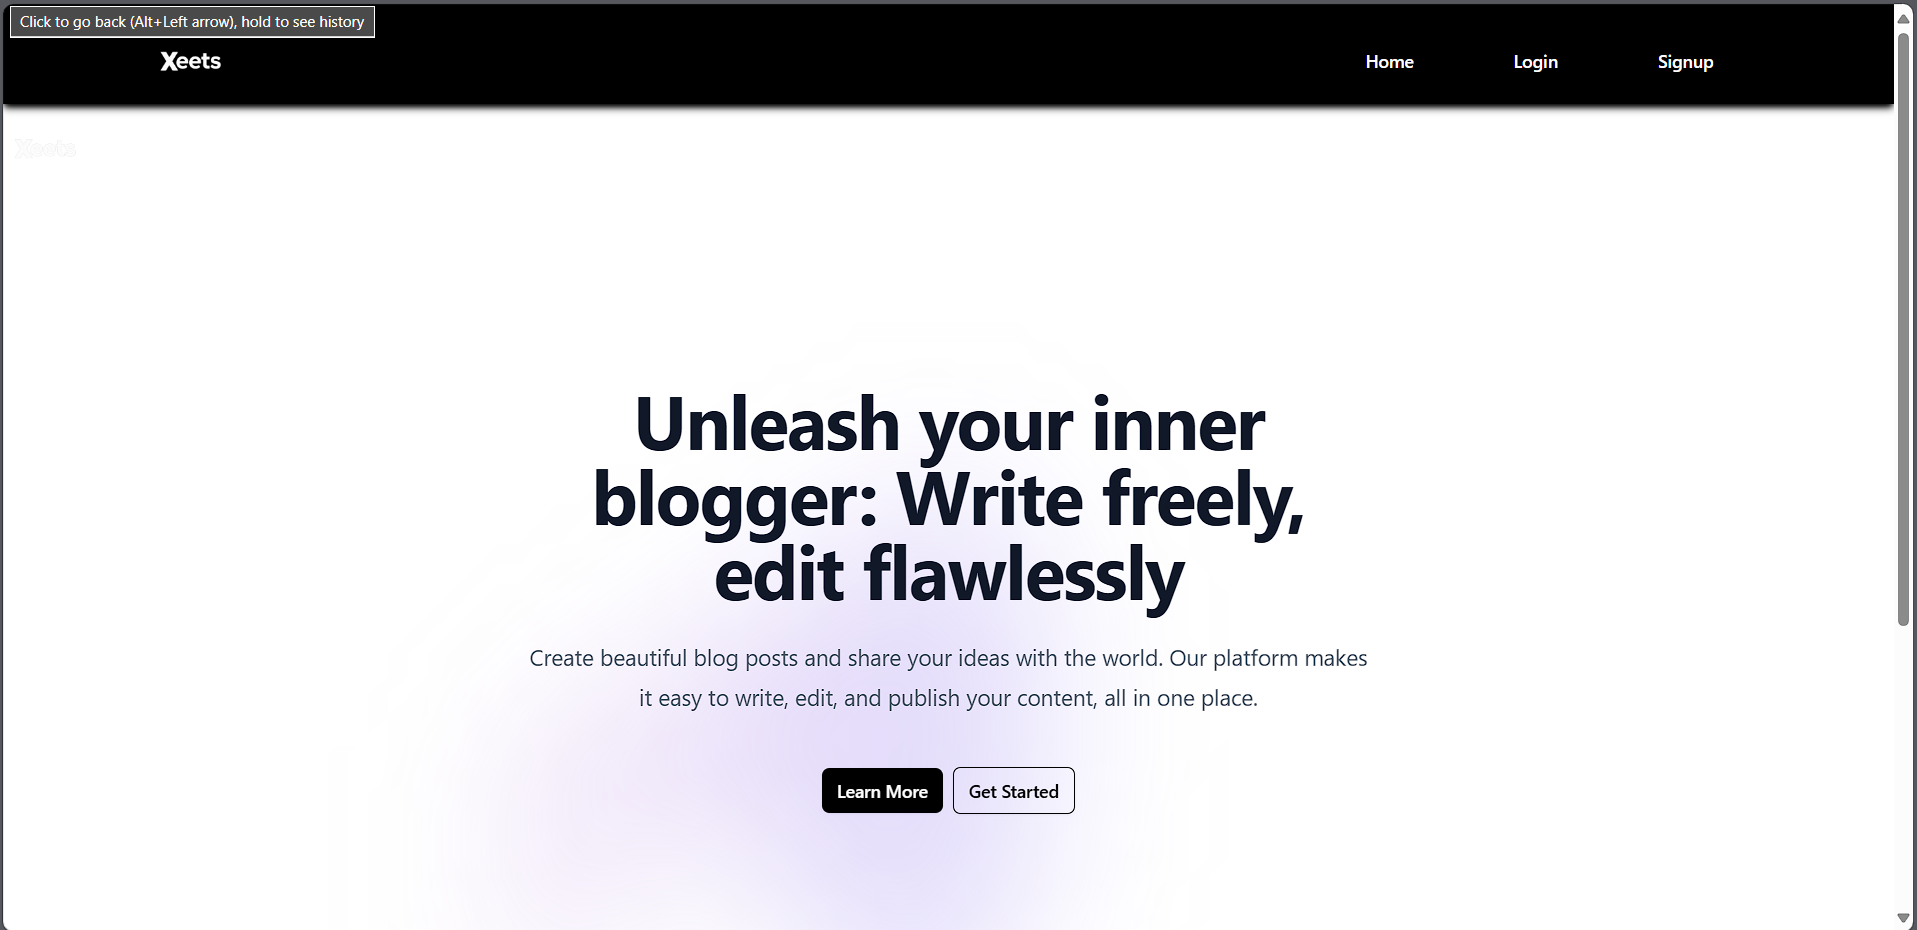 Click to go back (Alt+Left arrow), hold to see history
Xeets
Home
Login
Signup
Xeets
Unleash your inner
blogger: Write freely,
edit flawlessly
Create beautiful blog posts and share your ideas with the world. Our platform makes
it easy to write, edit, and publish your content, all in one place.
Learn More
Get Started